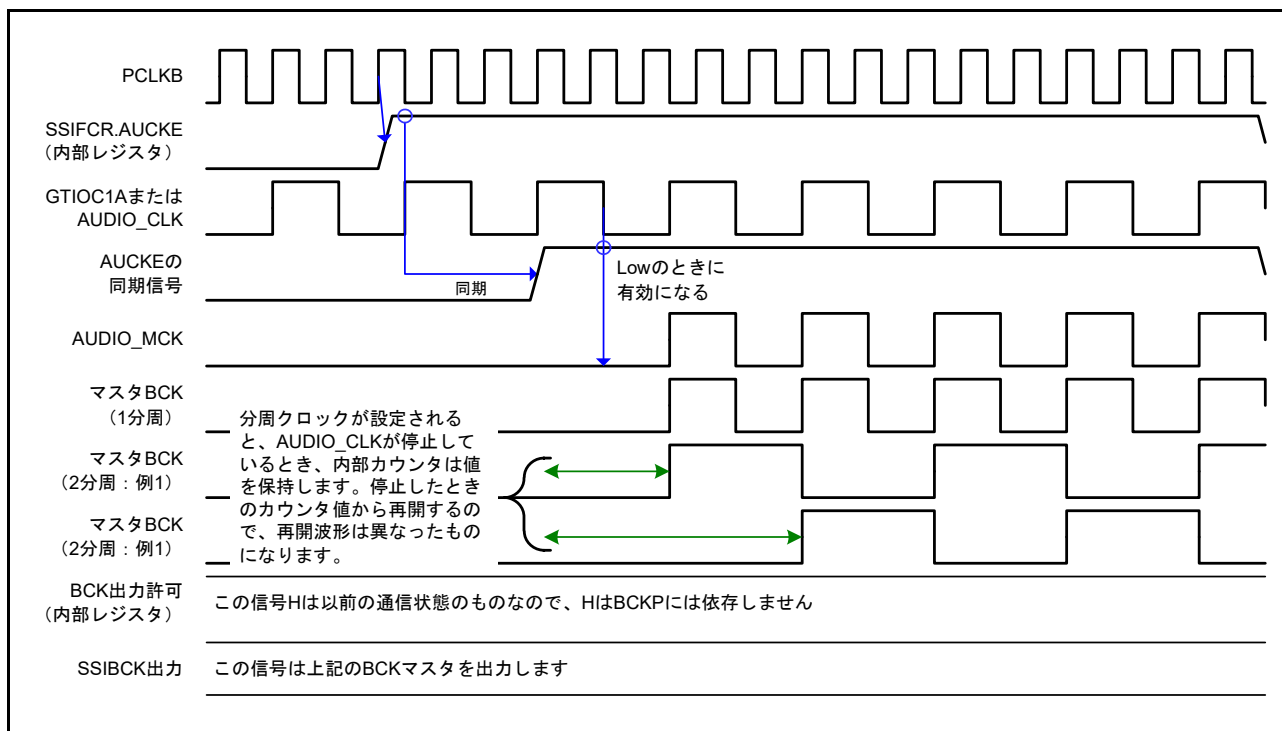 PCLKB
SSIFCR.AUCKE
（内部レジスタ）
GTIOC1Aまたは
AUDIO_CLK
AUCKEの
同期信号
同期
Lowのときに
有効になる
AUDIO_MCK
マスタBCK
（1分周）
分周クロックが設定される
と、AUDIO_CLKが停止して
いるとき、内部カウンタは値
を保持します。停止したとき
のカウンタ値から再開するの
で、再開波形は異なったもの
になります。
マスタBCK
（2分周：例1）
マスタBCK
（2分周：例1）
BCK出力許可
（内部レジスタ）
この信号Hは以前の通信状態のものなので、HはBCKPには依存しません
SSIBCK出力
この信号は上記のBCKマスタを出力します